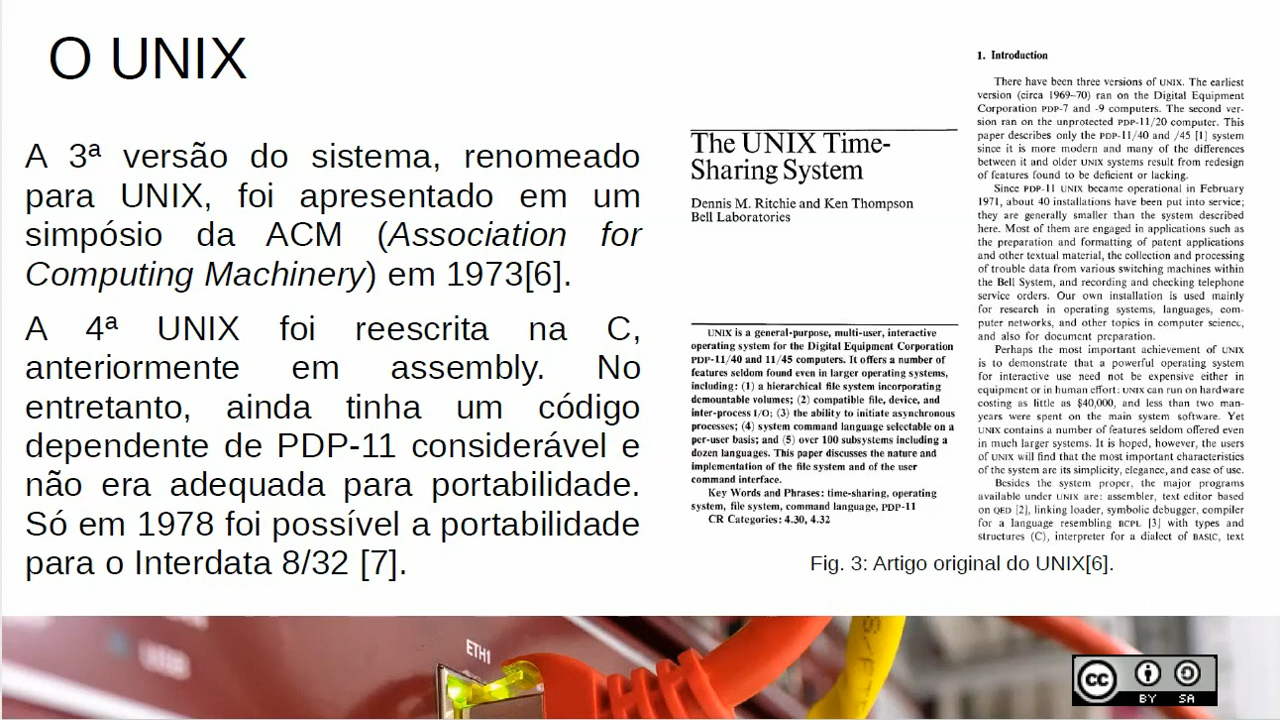 O UNIX
A 3ª versão do sistema, renomeado
para UNIX, foi apresentado em um
simpósio da ACM (Association for
Computing Machinery) em 1973[6].
A 4ª UNIX foi reescrita na C,
anteriormente em assembly. No
entretanto, ainda tinha um código
dependente de PDP-11 considerável e
não era adequada para portabilidade.
Só em 1978 foi possível a portabilidade
para o Interdata 8/32 [7].
The UNIX Time-
Sharing System
Dennis M. Ritchie and Ken Thompson
Bell Laboratories
UNIX is a general-purpose, multi-user, interactive
operating system for the Digital Equipment Corporation
PDP-11/40 and 11/45 computers. It offers a number of
features seldom found even in larger operating systems,
including: (1) a hierarchical file system incorporating
demountable volumes; (2) compatible file, device, and
inter-process I/O; (3) the ability to initiate asynchronous
processes; (4) system command language selectable on a
per-user basis; and (5) over 100 subsystems including a
dozen languages. This paper discusses the nature and
implementation of the file system and of the user
command interface.
Key Words and Phrases: time-sharing, operating
system, file system, command language, PDP-11
CR Categories: 4.30, 4.32
1. Introduction
There have been three versions of UNIX. The earliest
version (circa 1969–70) ran on the Digital Equipment
Corporation PDP-7 and -9 computers. The second ver-
sion ran on the unprotected PDP-11/20 computer. This
paper describes only the PDP-11/40 and /45 [1] system
since it is more modern and many of the differences
between it and older UNIX systems result from redesign
of features found to be deficient or lacking.
Since PDP-11 UNIX became operational in February
1971, about 40 installations have been put into service;
they are generally smaller than the system described
here. Most of them are engaged in applications such as
the preparation and formatting of patent applications
and other textual material, the collection and processing
of trouble data from various switching machines within
the Bell System, and recording and checking telephone
service orders. Our own installation is used mainly
for research in operating systems, languages, com-
puter networks, and other topics in computer science,
and also for document preparation.
Perhaps the most important achievement of UNIX
is to demonstrate that a powerful operating system
for interactive use need not be expensive either in
equipment or in human effort: UNIX can run on hardware
costing as little as $40,000, and less than two man-
years were spent on the main system software. Yet
UNIX contains a number of features seldom offered even
in much larger systems. It is hoped, however, the users
of UNIX will find that the most important characteristics
of the system are its simplicity, elegance, and ease of use.
Besides the system proper, the major programs
available under UNIX are: assembler, text editor based
on QED [2], linking loader, symbolic debugger, compiler
for a language resembling BCPL [3] with types and
structures (C), interpreter for a dialect of BASIC, text
Fig. 3: Artigo original do UNIX[6].
ETH1
cc
BY SA